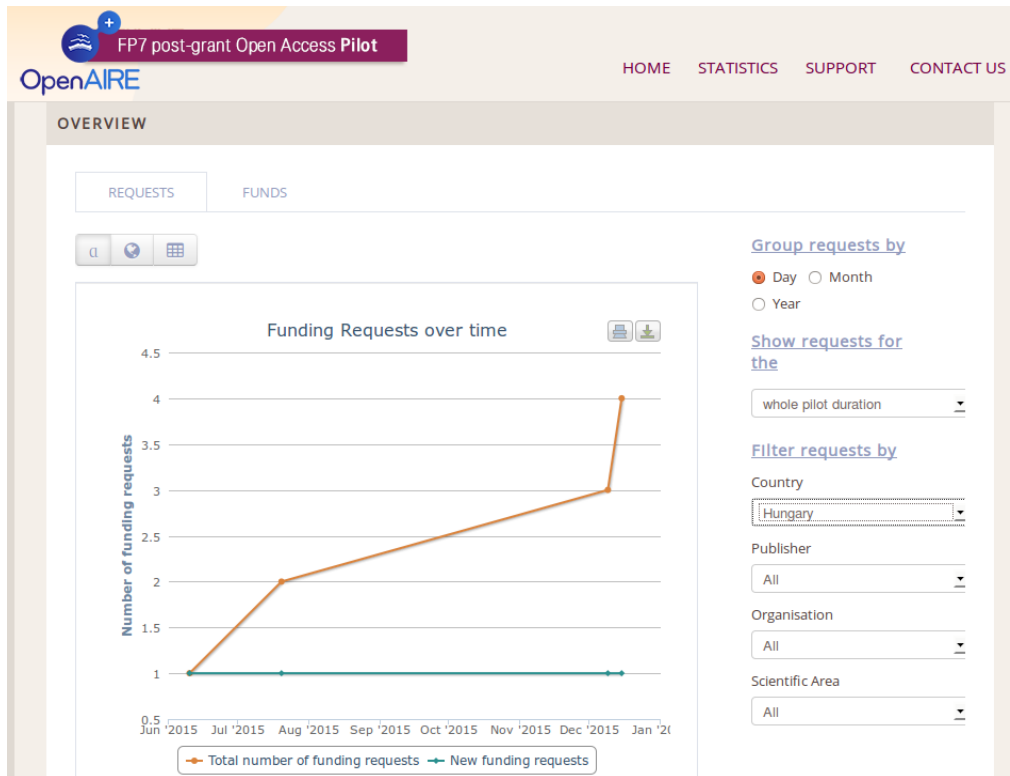 FP7 post-grant Open Access Pilot
OpenAIRE
HOME STATISTICS SUPPORT CONTACT US
OVERVIEW
REQUESTS FUNDS
a
Group requests by
Day Month
Year
Show requests for
the
whole pilot duration
FIlter requests by
Country
Hungary
Publisher
All
Organisation
All
Scientific Area
All
Funding Requests over time
Number of funding requests
4.5
4
3.5
3
2.5
2
1.5
1
0.5
Jun '2015 Jul '2015 Aug '2015 Sep '2015 Oct '2015 Nov '2015 Dec '2015 Jan '20
Total number of funding requests New funding requests